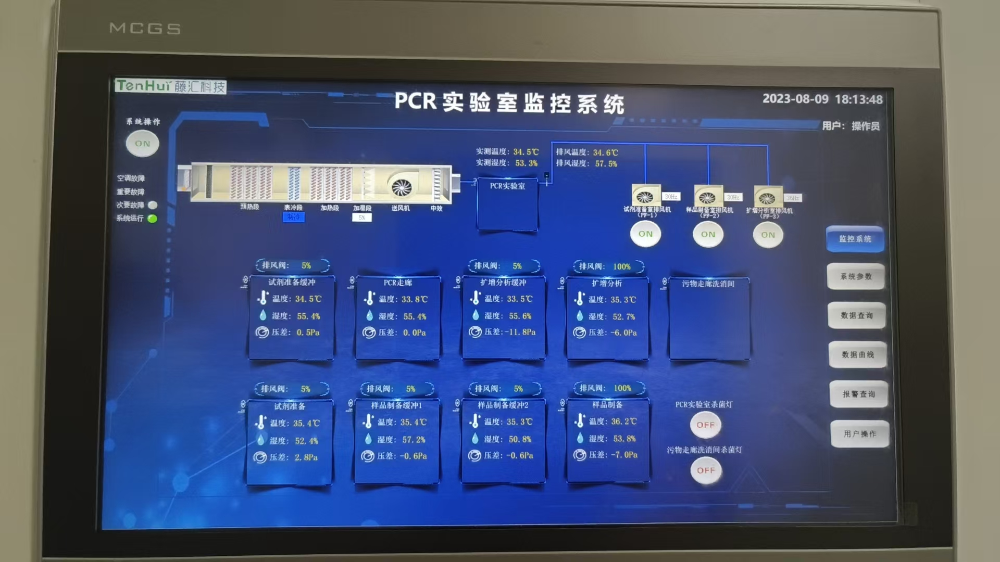 MCGS
TenHui 藤汇科技
PCR实验室监控系统
2023-08-09 18:13:48
用户: 操作员
系统操作
ON
空调故障
重要故障
次要故障
系统运行
预热段
表冷段
制冷
加热段
加湿段
5%
送风机
中效
实测温度: 34.5℃
实测湿度: 53.3%
排风温度: 34.6℃
排风湿度: 57.5%
PCR实验室
30Hz
试剂准备室排风机
(PF-1)
ON
30Hz
样品制备室排风机
(PF-2)
ON
36Hz
扩增分析室排风机
(PF-3)
ON
排风阀: 5%
试剂准备缓冲
温度: 34.5℃
湿度: 55.4%
压差: 0.5Pa
PCR走廊
温度: 33.8℃
湿度: 55.4%
压差: 0.0Pa
排风阀: 5%
扩增分析缓冲
温度: 33.5℃
湿度: 55.6%
压差:-11.8Pa
排风阀: 100%
扩增分析
温度: 35.3℃
湿度: 52.7%
压差: -6.0Pa
污物走廊洗消间
排风阀: 5%
试剂准备
温度: 35.4℃
湿度: 52.4%
压差: 2.8Pa
排风阀: 5%
样品制备缓冲1
温度: 35.4℃
湿度: 57.2%
压差: -0.6Pa
排风阀: 5%
样品制备缓冲2
温度: 35.3℃
湿度: 50.8%
压差: -0.6Pa
排风阀: 100%
样品制备
温度: 36.2℃
湿度: 53.8%
压差: -7.0Pa
PCR实验室杀菌灯
OFF
污物走廊洗消间杀菌灯
OFF
监控系统
系统参数
数据查询
数据曲线
报警查询
用户操作